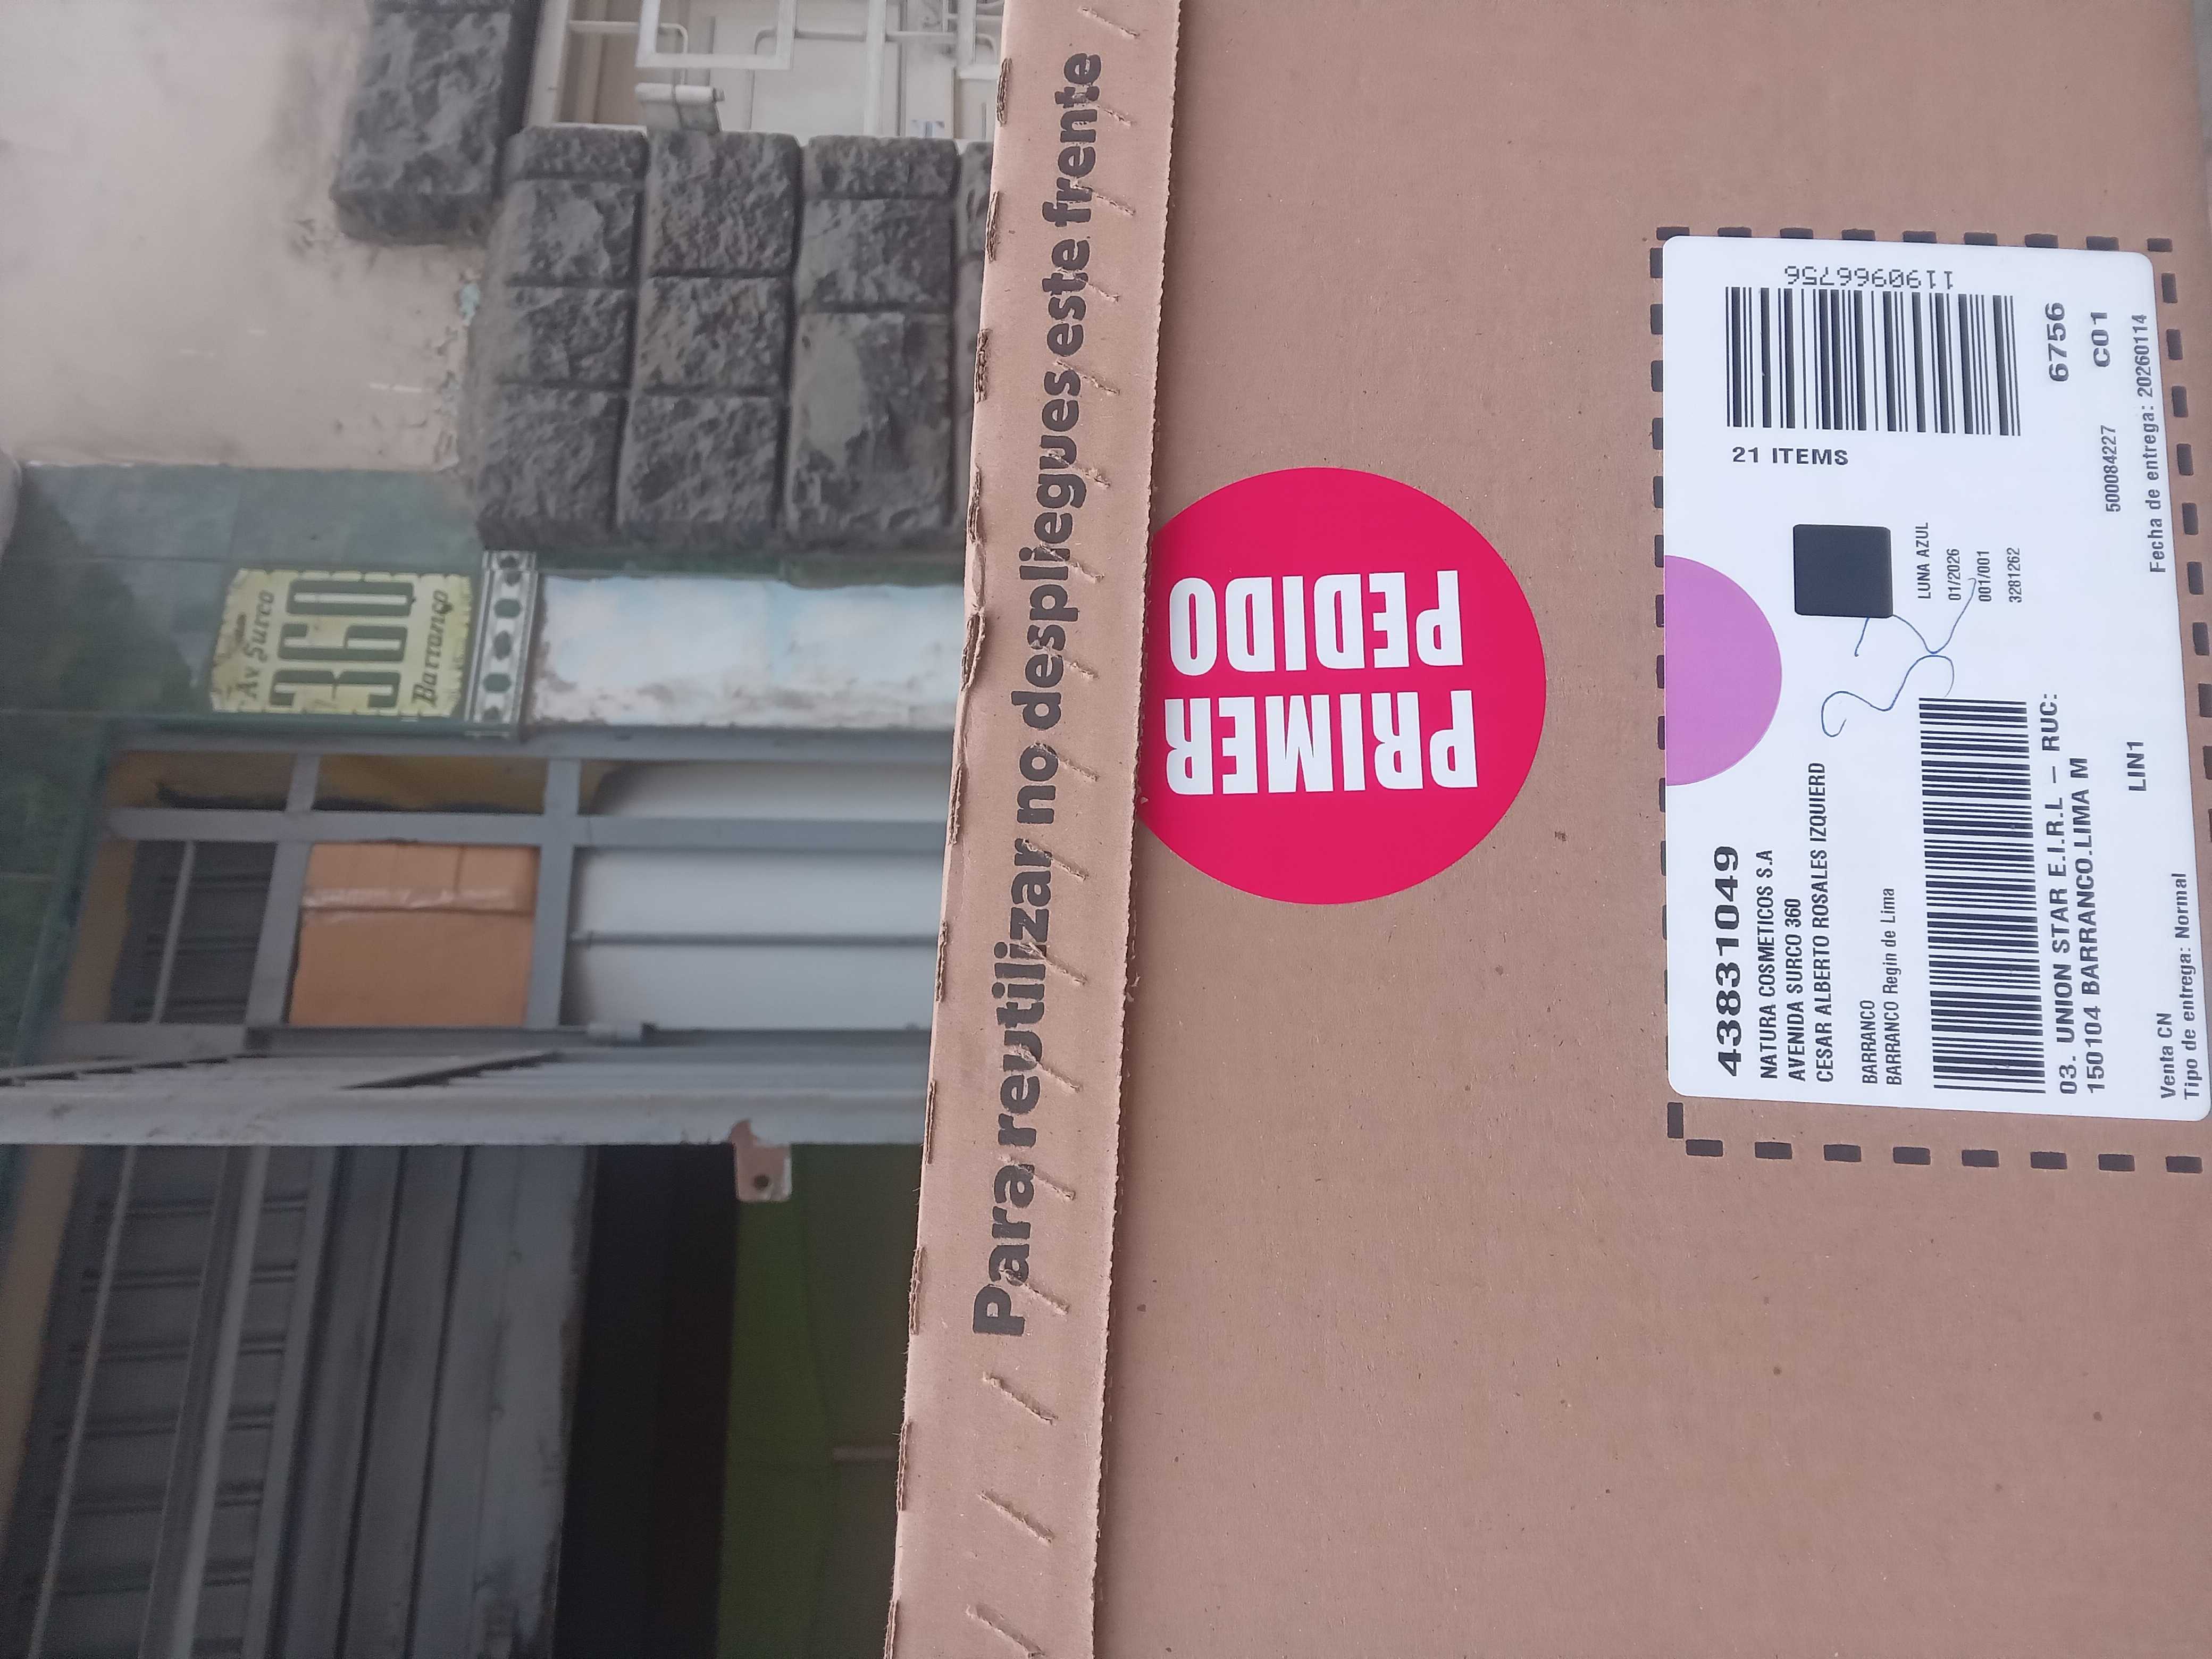 Av Surco
360
Barranco
Para reutilizar no despliegues este frente
PRIMER
PEDIDO
43831049
NATURA COSMETICOS S.A
AVENIDA SURCO 360
CESAR ALBERTO ROSALES IZQUIERD
BARRANCO
BARRANCO Regin de Lima
03. UNION STAR E.I.R.L – RUC:
150104 BARRANCO.LIMA M
LIN1
Venta CN
Tipo de entrega: Normal
LUNA AZUL
01/2026
001/001
3281262
21 ITEMS
1190966756
6756
C01
500084227
Fecha de entrega: 20260114